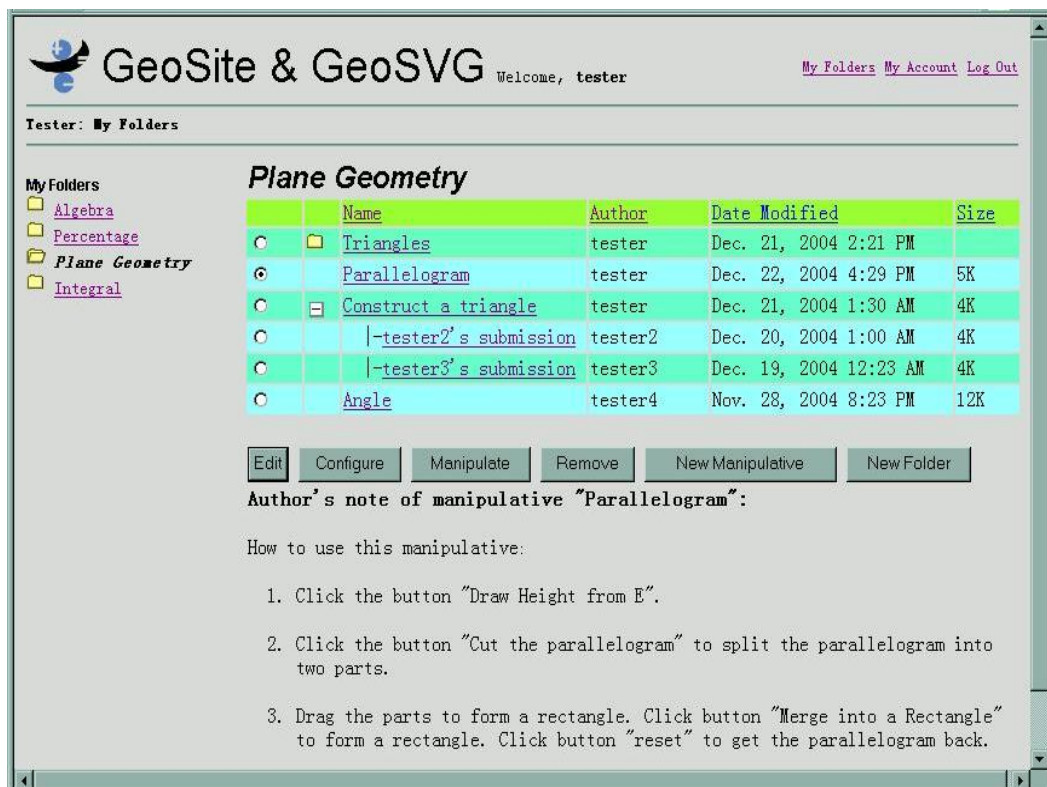 GeoSite & GeoSVG Welcome, tester
My Folders My Account Log Out
Tester: My Folders
My Folders
Algebra
Percentage
Plane Geometry
Integral
Plane Geometry
Name Author Date Modified Size
Triangles tester Dec. 21, 2004 2:21 PM
Parallelogram tester Dec. 22, 2004 4:29 PM 5K
Construct a triangle tester Dec. 21, 2004 1:30 AM 4K
|-tester2's submission tester2 Dec. 20, 2004 1:00 AM 4K
|-tester3's submission tester3 Dec. 19, 2004 12:23 AM 4K
Angle tester4 Nov. 28, 2004 8:23 PM 12K
Edit Configure Manipulate Remove New Manipulative New Folder
Author's note of manipulative "Parallelogram":
How to use this manipulative:
1. Click the button "Draw Height from E".
2. Click the button "Cut the parallelogram" to split the parallelogram into
two parts.
3. Drag the parts to form a rectangle. Click button "Merge into a Rectangle"
to form a rectangle. Click button "reset" to get the parallelogram back.